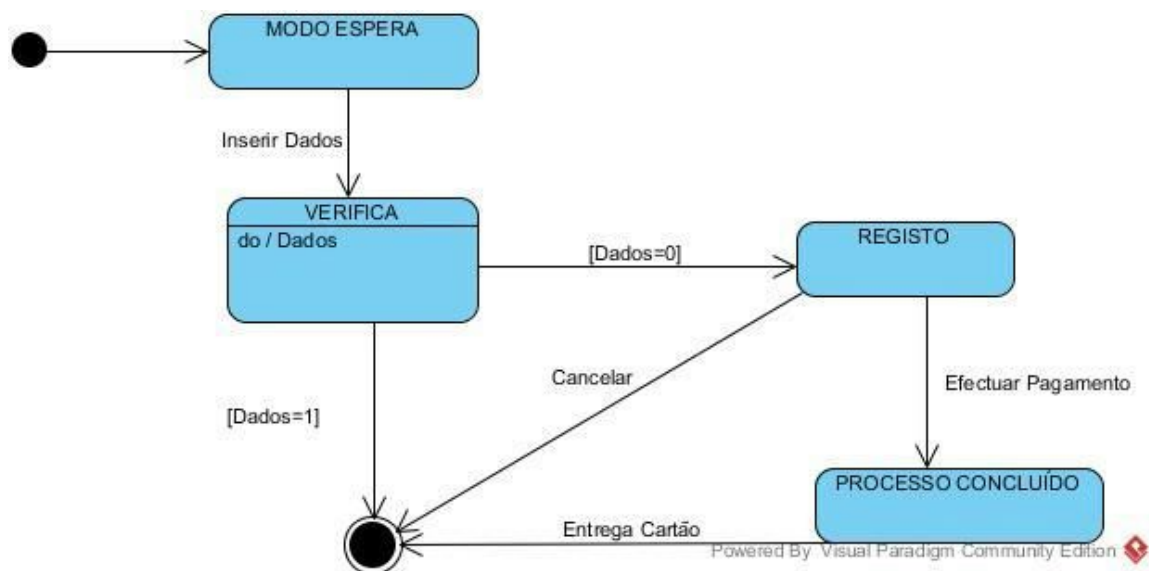 MODO ESPERA
Inserir Dados
VERIFICA
do / Dados
[Dados=0]
REGISTO
Cancelar
Efectuar Pagamento
[Dados=1]
PROCESSO CONCLUÍDO
Entrega Cartão
Powered By Visual Paradigm Community Edition